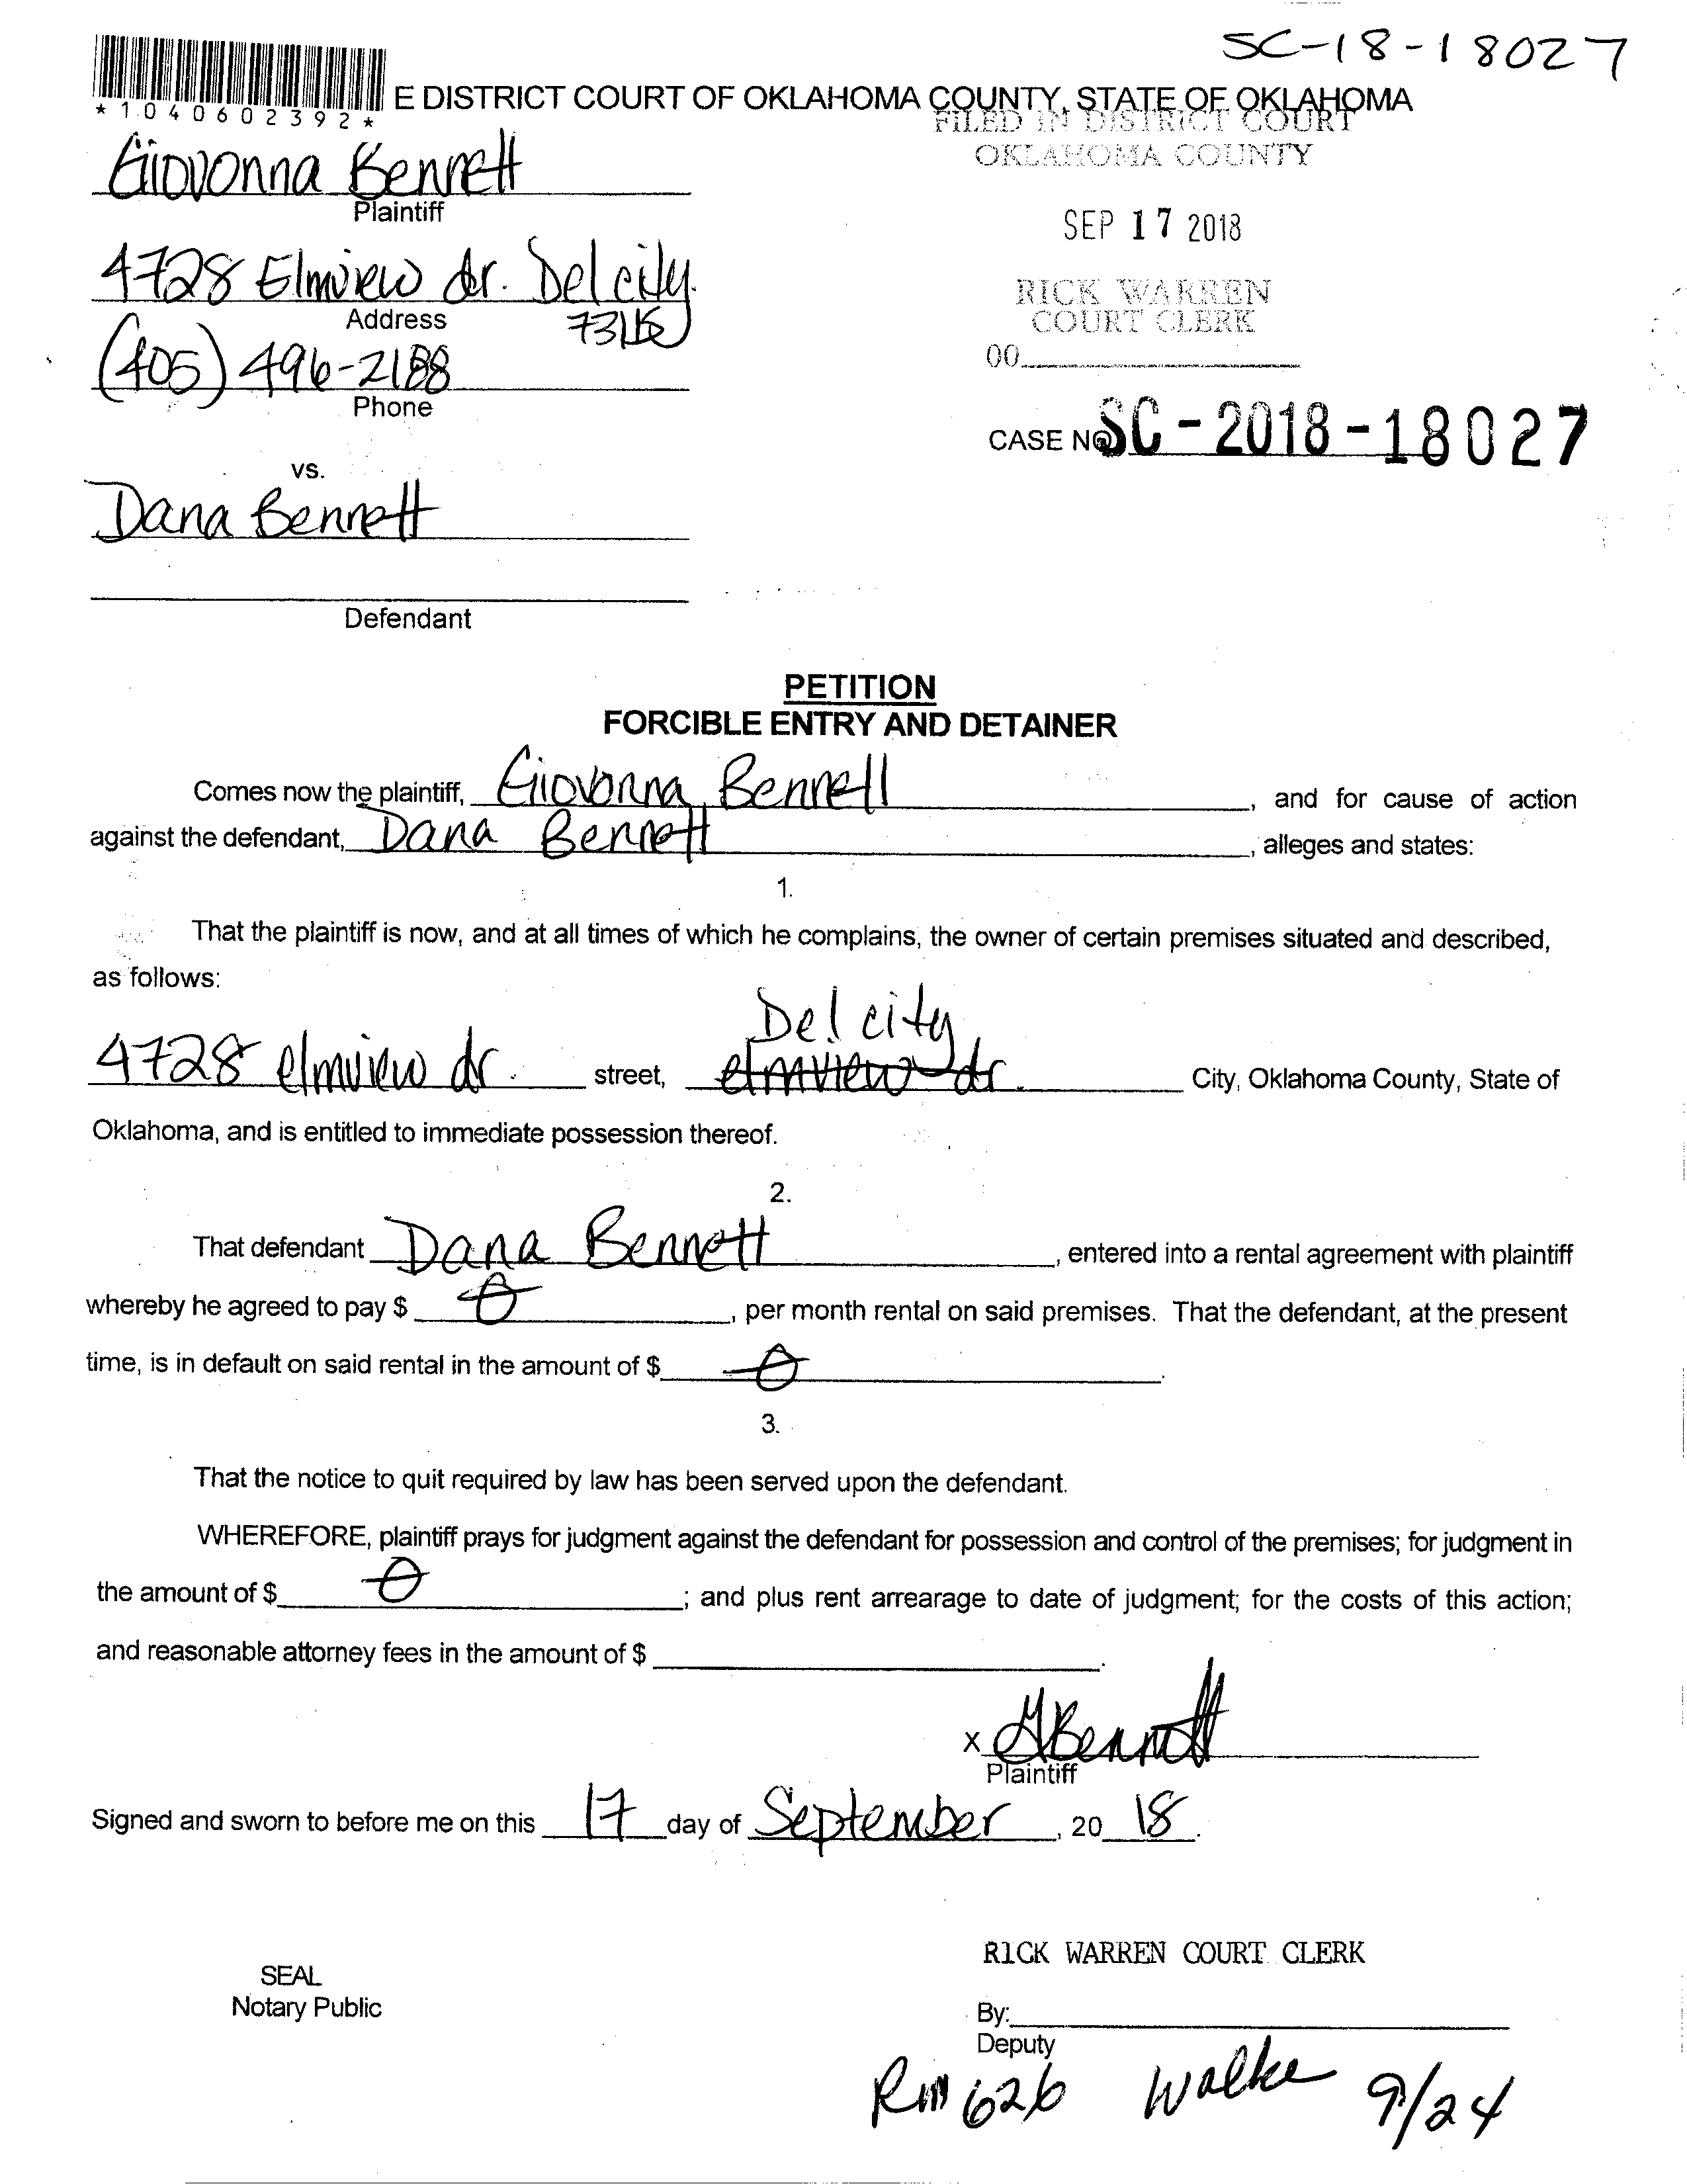 SC-18-18027
*1040602392*
E DISTRICT COURT OF OKLAHOMA COUNTY, STATE OF OKLAHOMA
FILED IN DISTRICT COURT
OKLAHOMA COUNTY
Giovonna Bennett
Plaintiff
SEP 17 2018
4728 Elmview dr. Del city.
Address
73115
RICK WARREN
COURT CLERK
(405) 496-2188
Phone
00
CASE NO. SC-2018-18027
vs.
Dana Bennett
Defendant
PETITION
FORCIBLE ENTRY AND DETAINER
Comes now the plaintiff, Giovonna Bennett, and for cause of action
against the defendant, Dana Bennett, alleges and states:
1.
That the plaintiff is now, and at all times of which he complains, the owner of certain premises situated and described,
as follows:
Del city
4728 elmview dr. street, elmview dr. City, Oklahoma County, State of
Oklahoma, and is entitled to immediate possession thereof.
2.
That defendant Dana Bennett, entered into a rental agreement with plaintiff
whereby he agreed to pay $ 0, per month rental on said premises. That the defendant, at the present
time, is in default on said rental in the amount of $ 0.
3.
That the notice to quit required by law has been served upon the defendant.
WHEREFORE, plaintiff prays for judgment against the defendant for possession and control of the premises; for judgment in
the amount of $ 0; and plus rent arrearage to date of judgment; for the costs of this action;
and reasonable attorney fees in the amount of $ .
x GBennett
Plaintiff
Signed and sworn to before me on this 17 day of September, 20 18.
RICK WARREN COURT CLERK
SEAL
Notary Public
By:
Deputy
Rm 626 Walke 9/24